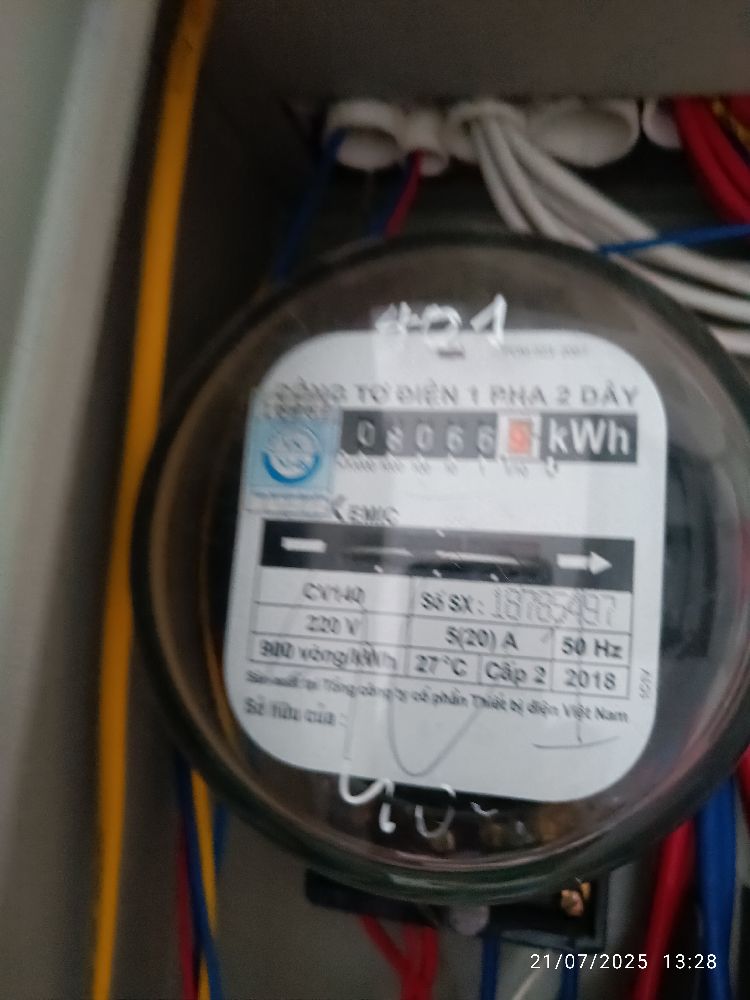 401
CÔNG TƠ ĐIỆN 1 PHA 2 DÂY
080669 kWh
EMIC
CV140
Số SX: 18765497
220 V
5(20) A
50 Hz
900 vòng/kWh
27°C
Cấp 2
2018
Sản xuất tại Tổng công ty cổ phần Thiết bị điện Việt Nam
Sở hữu của:
21/07/2025 13:28